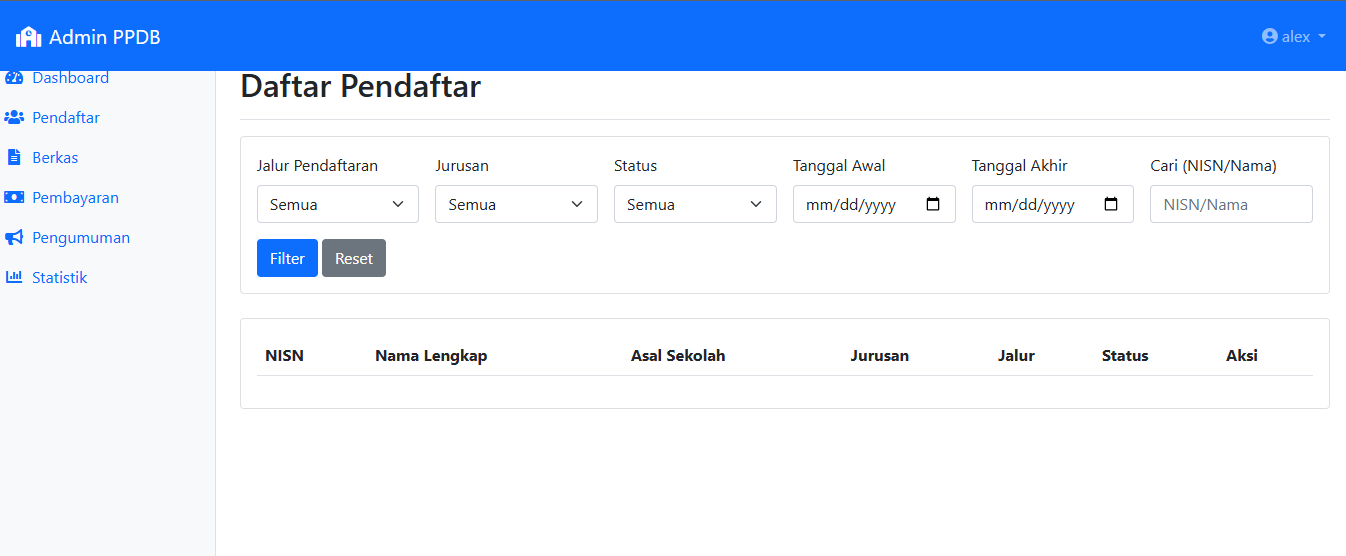 Admin PPDB
alex
Dashboard
Pendaftar
Berkas
Pembayaran
Pengumuman
Statistik
Daftar Pendaftar
Jalur Pendaftaran Jurusan Status Tanggal Awal Tanggal Akhir Cari (NISN/Nama)
Semua Semua Semua mm/dd/yyyy mm/dd/yyyy NISN/Nama
Filter Reset
NISN Nama Lengkap Asal Sekolah Jurusan Jalur Status Aksi